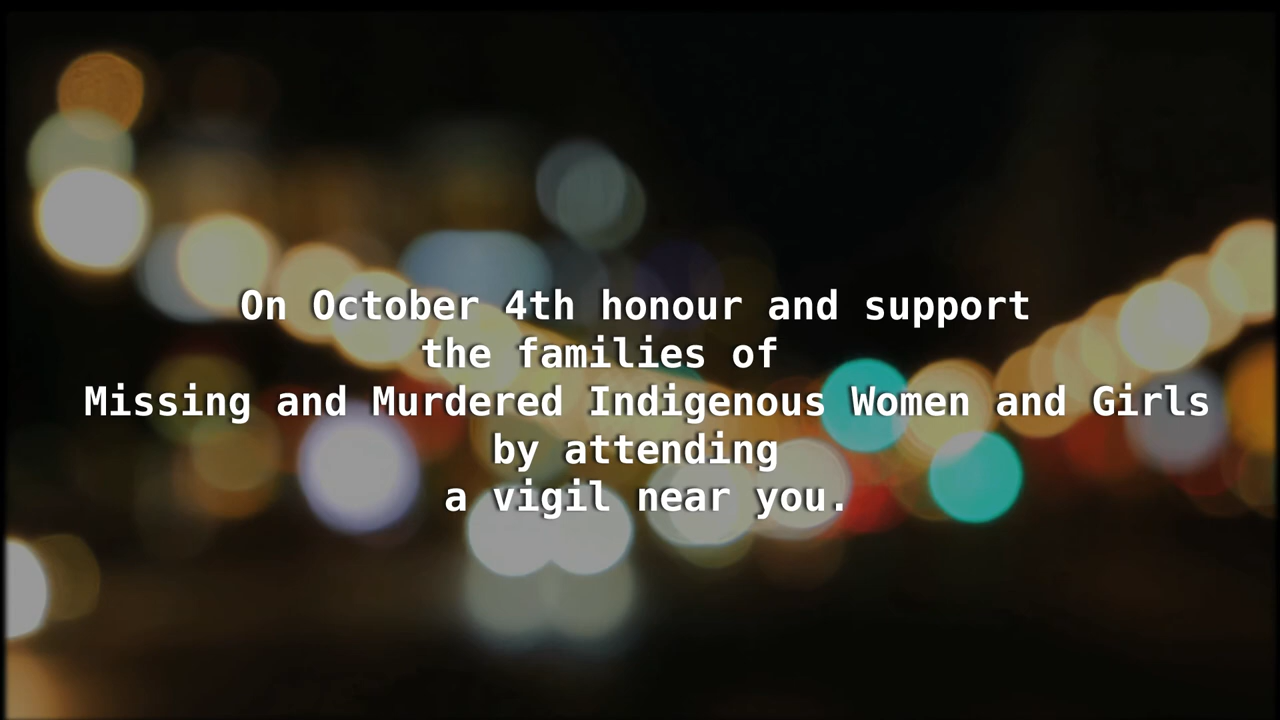 On October 4th honour and support
the families of
Missing and Murdered Indigenous Women and Girls
by attending
a vigil near you.